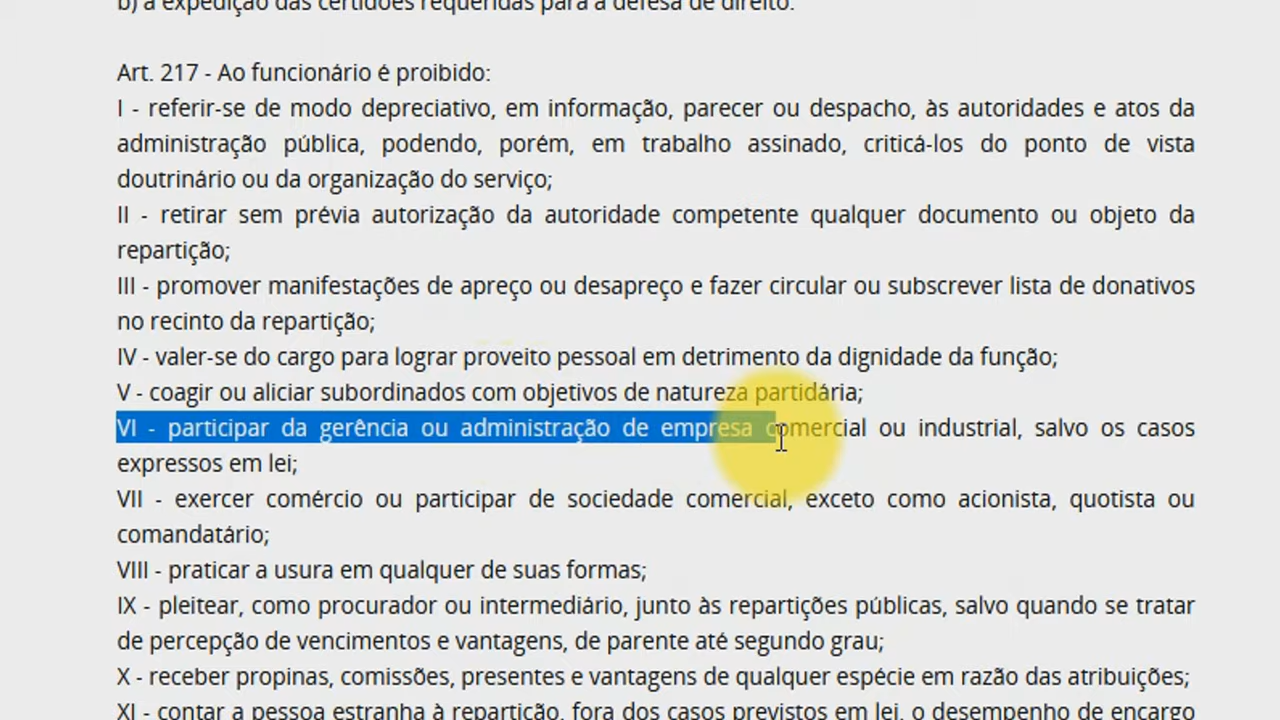 b) a expedição das certidões requeridas para a defesa de direito.
Art. 217 - Ao funcionário é proibido:
I - referir-se de modo depreciativo, em informação, parecer ou despacho, às autoridades e atos da
administração pública, podendo, porém, em trabalho assinado, criticá-los do ponto de vista
doutrinário ou da organização do serviço;
II - retirar sem prévia autorização da autoridade competente qualquer documento ou objeto da
repartição;
III - promover manifestações de apreço ou desapreço e fazer circular ou subscrever lista de donativos
no recinto da repartição;
IV - valer-se do cargo para lograr proveito pessoal em detrimento da dignidade da função;
V - coagir ou aliciar subordinados com objetivos de natureza partidária;
VI - participar da gerência ou administração de empresa comercial ou industrial, salvo os casos
expressos em lei;
VII - exercer comércio ou participar de sociedade comercial, exceto como acionista, quotista ou
comandatário;
VIII - praticar a usura em qualquer de suas formas;
IX - pleitear, como procurador ou intermediário, junto às repartições públicas, salvo quando se tratar
de percepção de vencimentos e vantagens, de parente até segundo grau;
X - receber propinas, comissões, presentes e vantagens de qualquer espécie em razão das atribuições;
XI - contar a pessoa estranha à repartição, fora dos casos previstos em lei, o desempenho de encargo